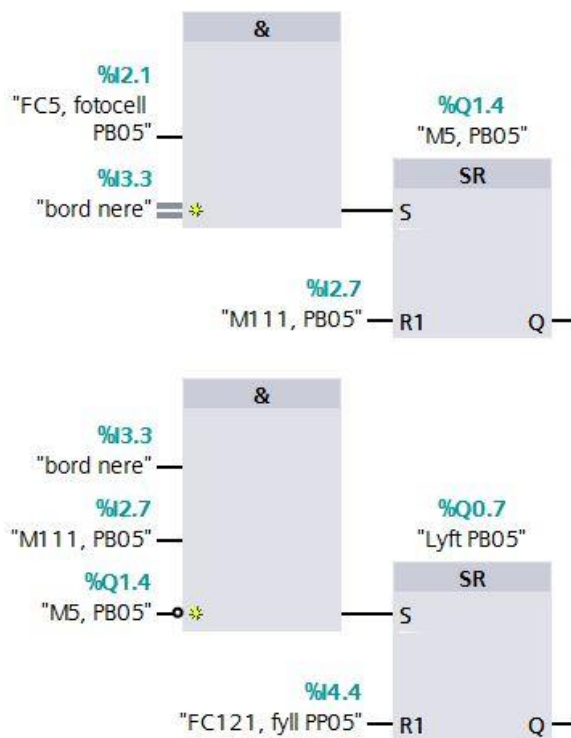 &
%I2.1
"FC5, fotocell
PB05"
%Q1.4
"M5, PB05"
%I3.3
"bord nere"
SR
S
%I2.7
"M111, PB05"
R1
Q
&
%I3.3
"bord nere"
%I2.7
"M111, PB05"
%Q0.7
"Lyft PB05"
%Q1.4
"M5, PB05"
SR
S
%I4.4
"FC121, fyll PP05"
R1
Q